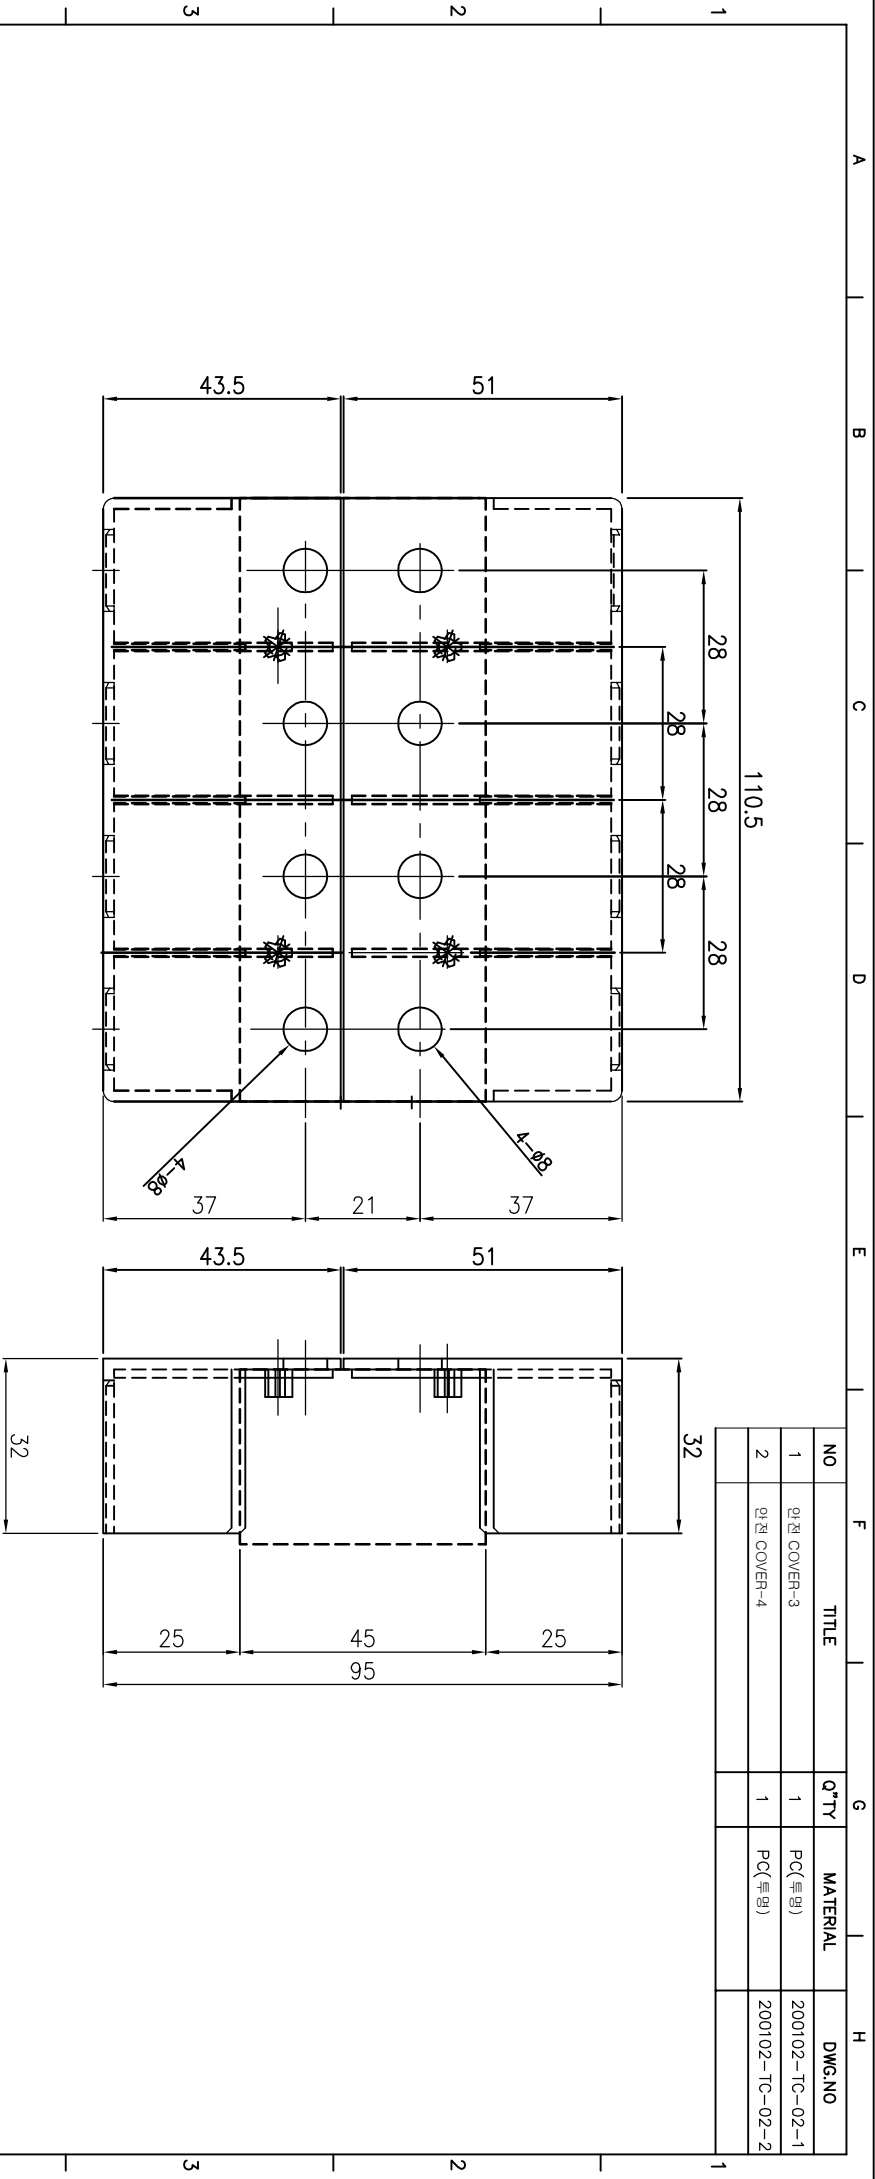 A B C D E F G H
NO TITLE Q"TY MATERIAL DWG.NO
1 안전 COVER-3 1 PC(투명) 200102-TC-02-1
2 안전 COVER-4 1 PC(투명) 200102-TC-02-2
1 1
110.5
28 28 28
28 28
32
51
37
4-ø8
51
25
2 2
21
45
95
43.5
37
4-ø8
43.5
25
3 3
32